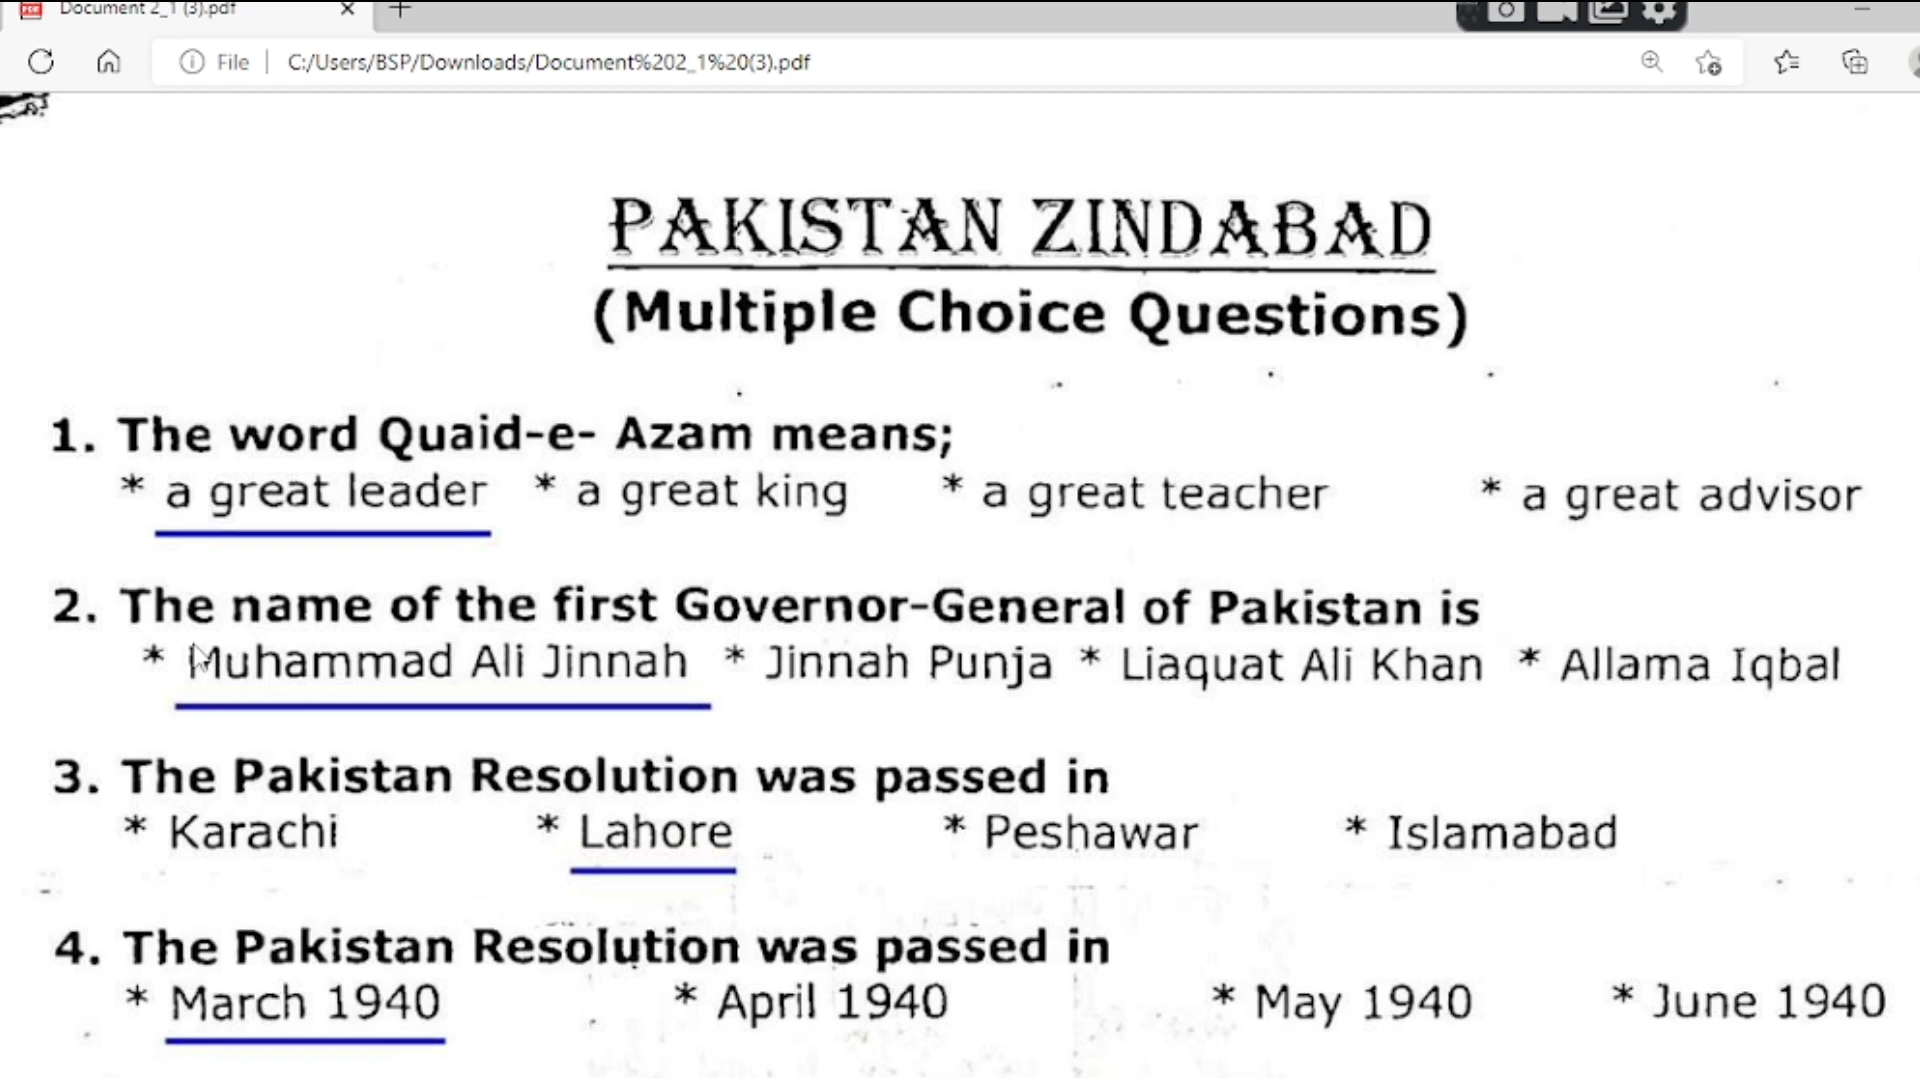 Document 2_1 (3).pdf
File | C:/Users/BSP/Downloads/Document%202_1%20(3).pdf
PAKISTAN ZINDABAD
(Multiple Choice Questions)
1. The word Quaid-e- Azam means;
* a great leader * a great king * a great teacher * a great advisor
2. The name of the first Governor-General of Pakistan is
* Muhammad Ali Jinnah * Jinnah Punja * Liaquat Ali Khan * Allama Iqbal
3. The Pakistan Resolution was passed in
* Karachi * Lahore * Peshawar * Islamabad
4. The Pakistan Resolution was passed in
* March 1940 * April 1940 * May 1940 * June 1940